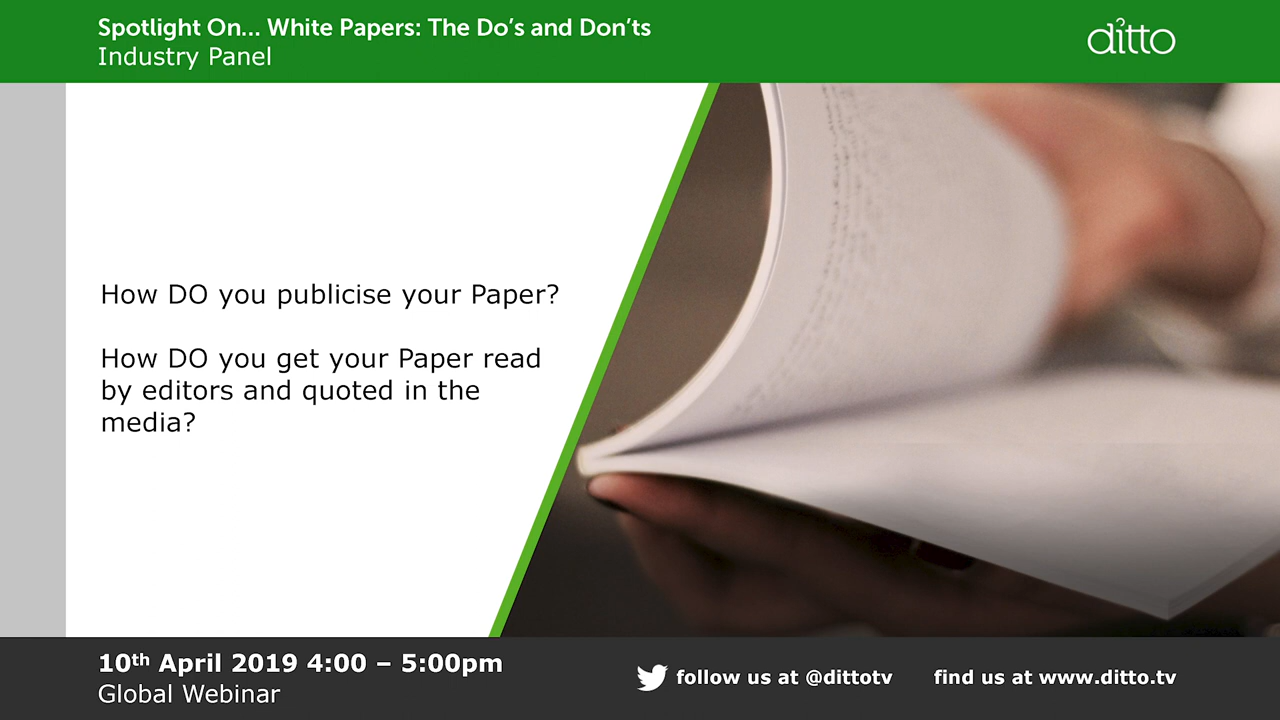 Spotlight On... White Papers: The Do's and Don'ts
Industry Panel
ditto
How DO you publicise your Paper?
How DO you get your Paper read
by editors and quoted in the
media?
10th April 2019 4:00 – 5:00pm
Global Webinar
follow us at @dittotv
find us at www.ditto.tv